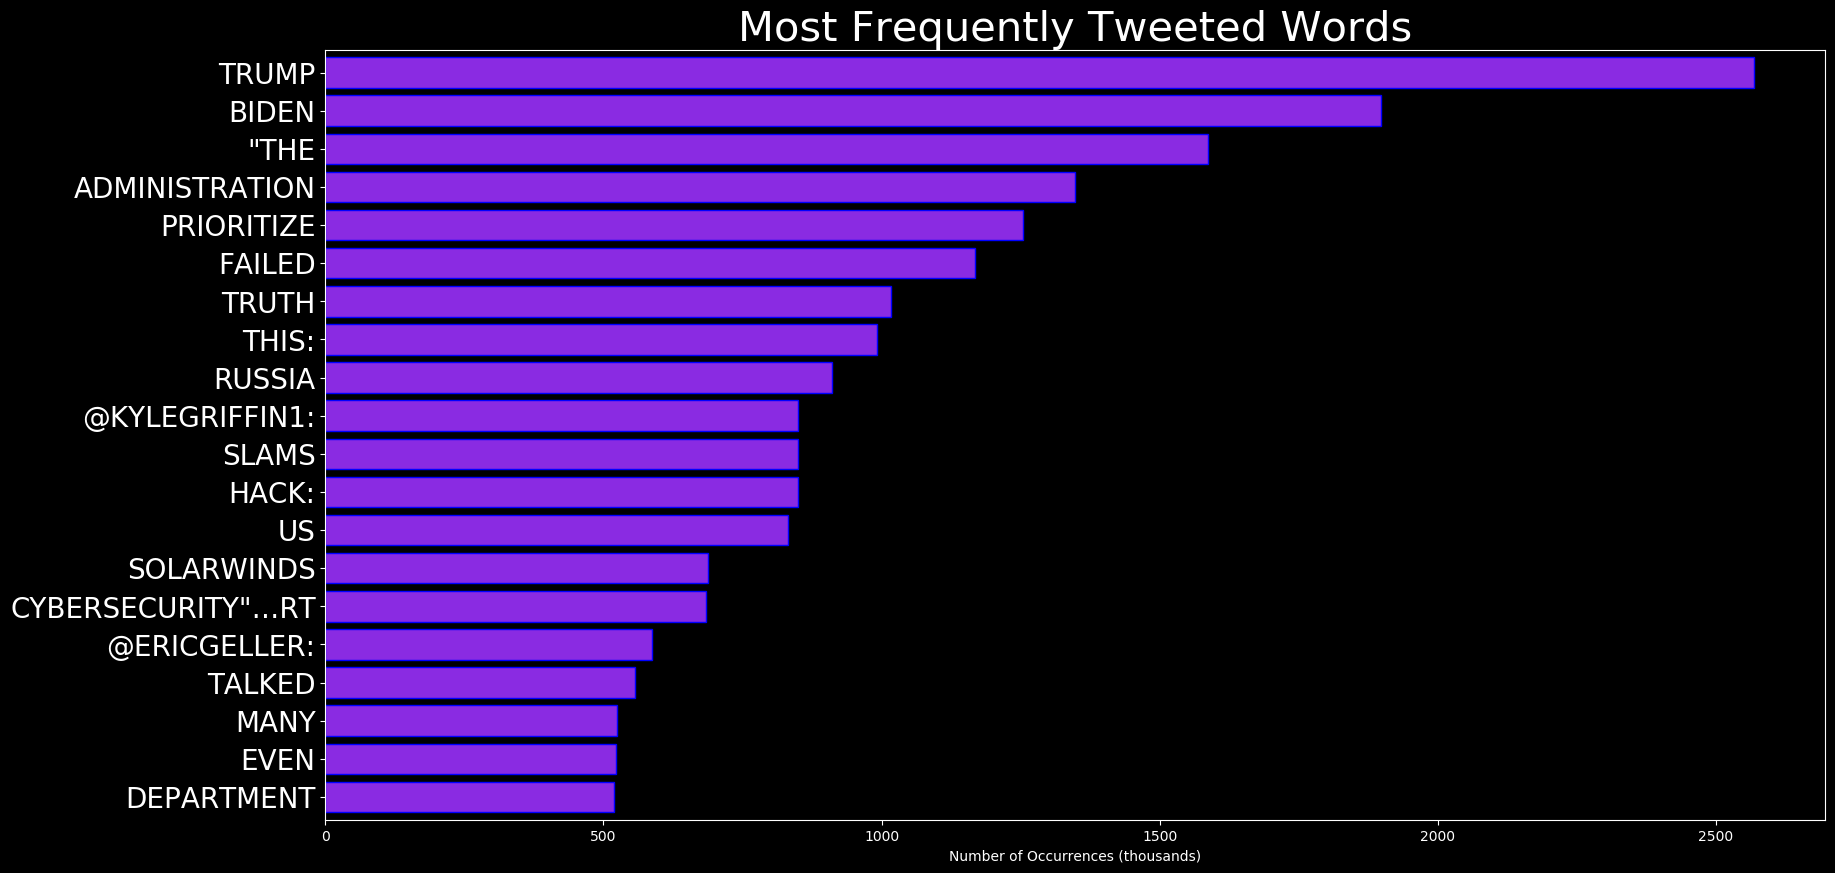 Most Frequently Tweeted Words
TRUMP
BIDEN
"THE
ADMINISTRATION
PRIORITIZE
FAILED
TRUTH
THIS:
RUSSIA
@KYLEGRIFFIN1:
SLAMS
HACK:
US
SOLARWINDS
CYBERSECURITY"...RT
@ERICGELLER:
TALKED
MANY
EVEN
DEPARTMENT
0 500 1000 1500 2000 2500
Number of Occurrences (thousands)